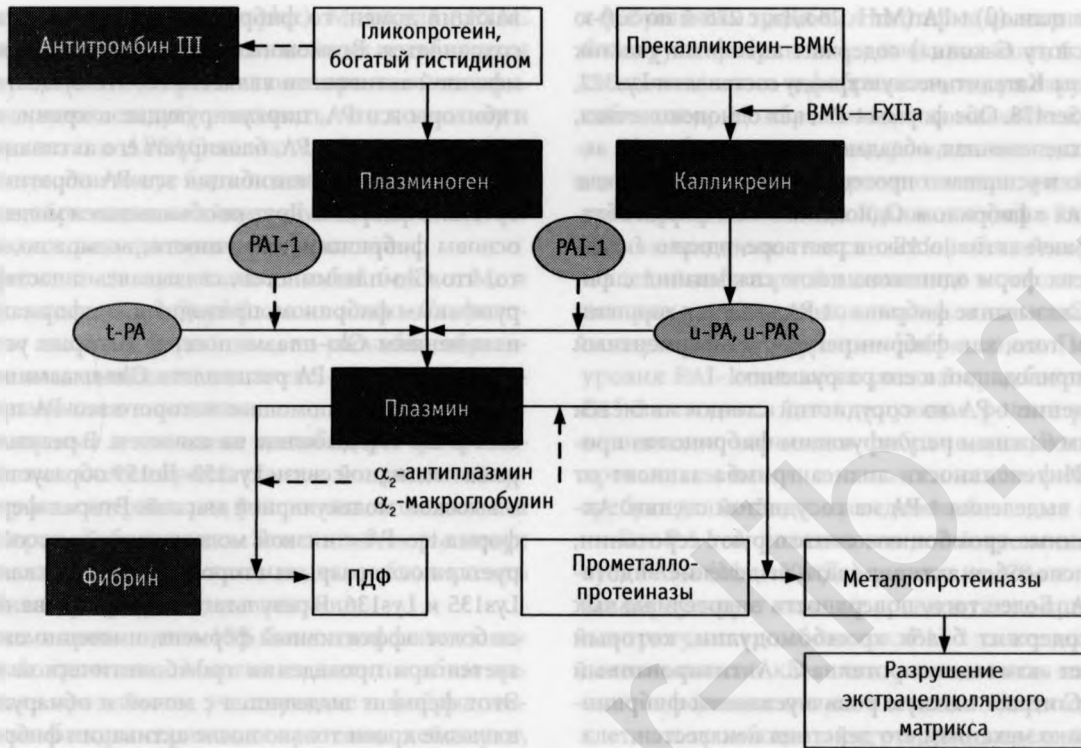 Антитромбин III
Гликопротеин,
богатый гистидином
Прекалликреин–ВМК
ВМК—FXIIa
Плазминоген
Калликреин
PAI-1
PAI-1
t-PA
u-PA, u-PAR
Плазмин
α₂-антиплазмин
α₂-макроглобулин
Фибрин
ПДФ
Прометалло-
протеиназы
Металлопротеиназы
Разрушение
экстрацеллюлярного
матрикса